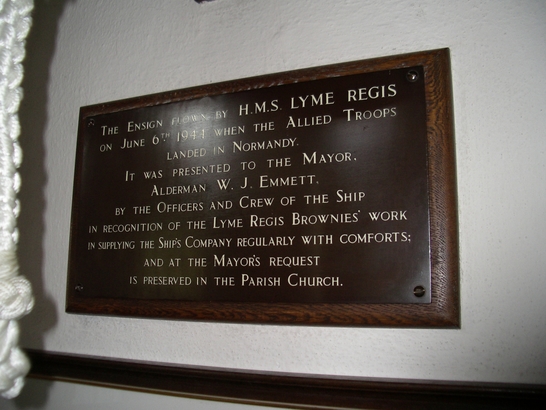 THE ENSIGN FLOWN BY H.M.S. LYME REGIS
ON JUNE 6TH 1944 WHEN THE ALLIED TROOPS
LANDED IN NORMANDY.
IT WAS PRESENTED TO THE MAYOR,
ALDERMAN W. J. EMMETT,
BY THE OFFICERS AND CREW OF THE SHIP
IN RECOGNITION OF THE LYME REGIS BROWNIES' WORK
IN SUPPLYING THE SHIP'S COMPANY REGULARLY WITH COMFORTS;
AND AT THE MAYOR'S REQUEST
IS PRESERVED IN THE PARISH CHURCH.